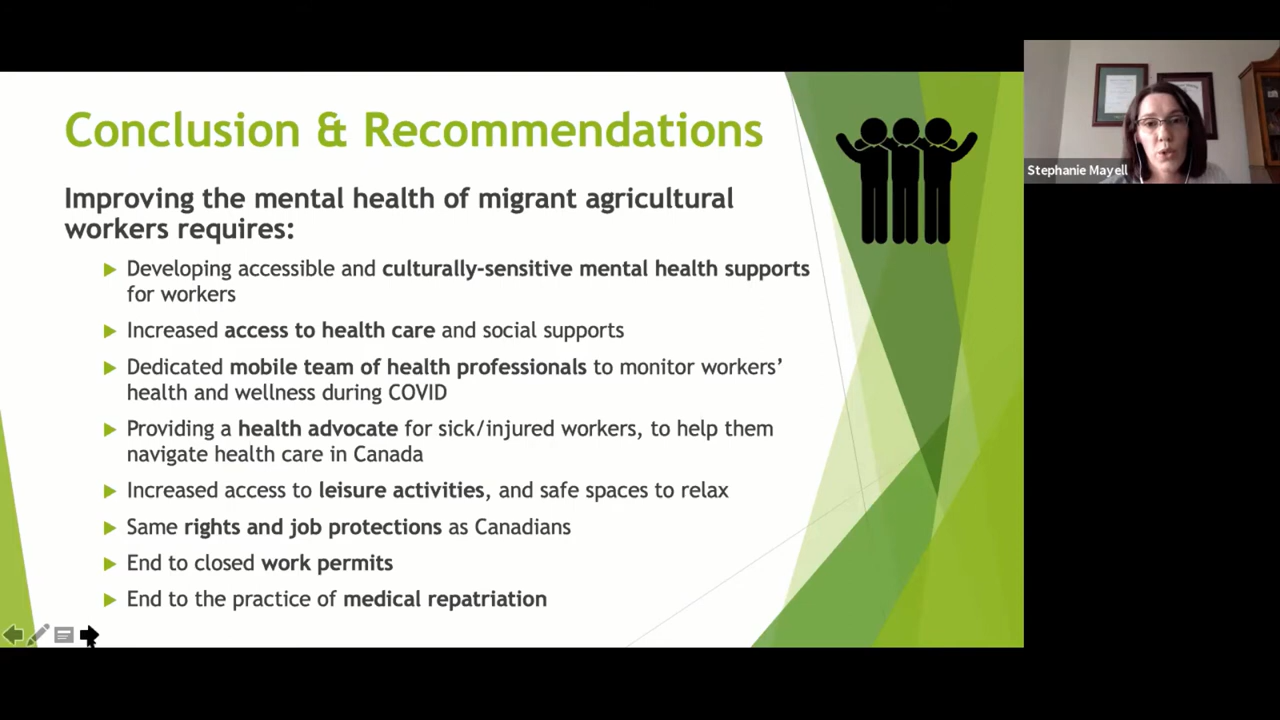 Conclusion & Recommendations
Improving the mental health of migrant agricultural
workers requires:
Developing accessible and culturally-sensitive mental health supports
for workers
Increased access to health care and social supports
Dedicated mobile team of health professionals to monitor workers’
health and wellness during COVID
Providing a health advocate for sick/injured workers, to help them
navigate health care in Canada
Increased access to leisure activities, and safe spaces to relax
Same rights and job protections as Canadians
End to closed work permits
End to the practice of medical repatriation
Stephanie Mayell